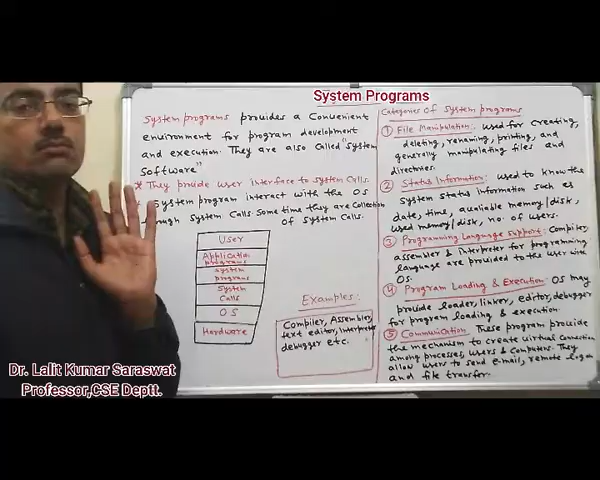 System Programs
System programs provides a Convenient
environment for program development
and execution. They are also called "system
Software"
* They prvide user interface to system Calls.
System program interact with the OS
through System Calls. Some time they are Collection
of System Calls.
User
Application
programs
system
programs
System
Calls
OS
Hardware
Examples:
Compiler, Assembler,
text editor, Interpreter
debugger etc.
Categories of System programs
① File Manipulation: used for creating,
deleting, renaming, printing, and
generally manipulating files and
directries.
② Status Information: used to know the
system status information such es
date, time, available memory/disk,
used memory/disk, no. of users.
③ Programming Language Support: Compiler,
assembler & interpreter for programming
language are provided to the user with
OS.
④ Program Loading & Execution: OS may
provide loader, linker, editor, debugger
for program loading & execution.
⑤ Communication: These program provide
the mechanism to create virtual Connection
among processes, users & Computers. They
allow users to send e-mail, remote login
and file transfer.
Dr. Lalit Kumar Saraswat
Professor,CSE Deptt.